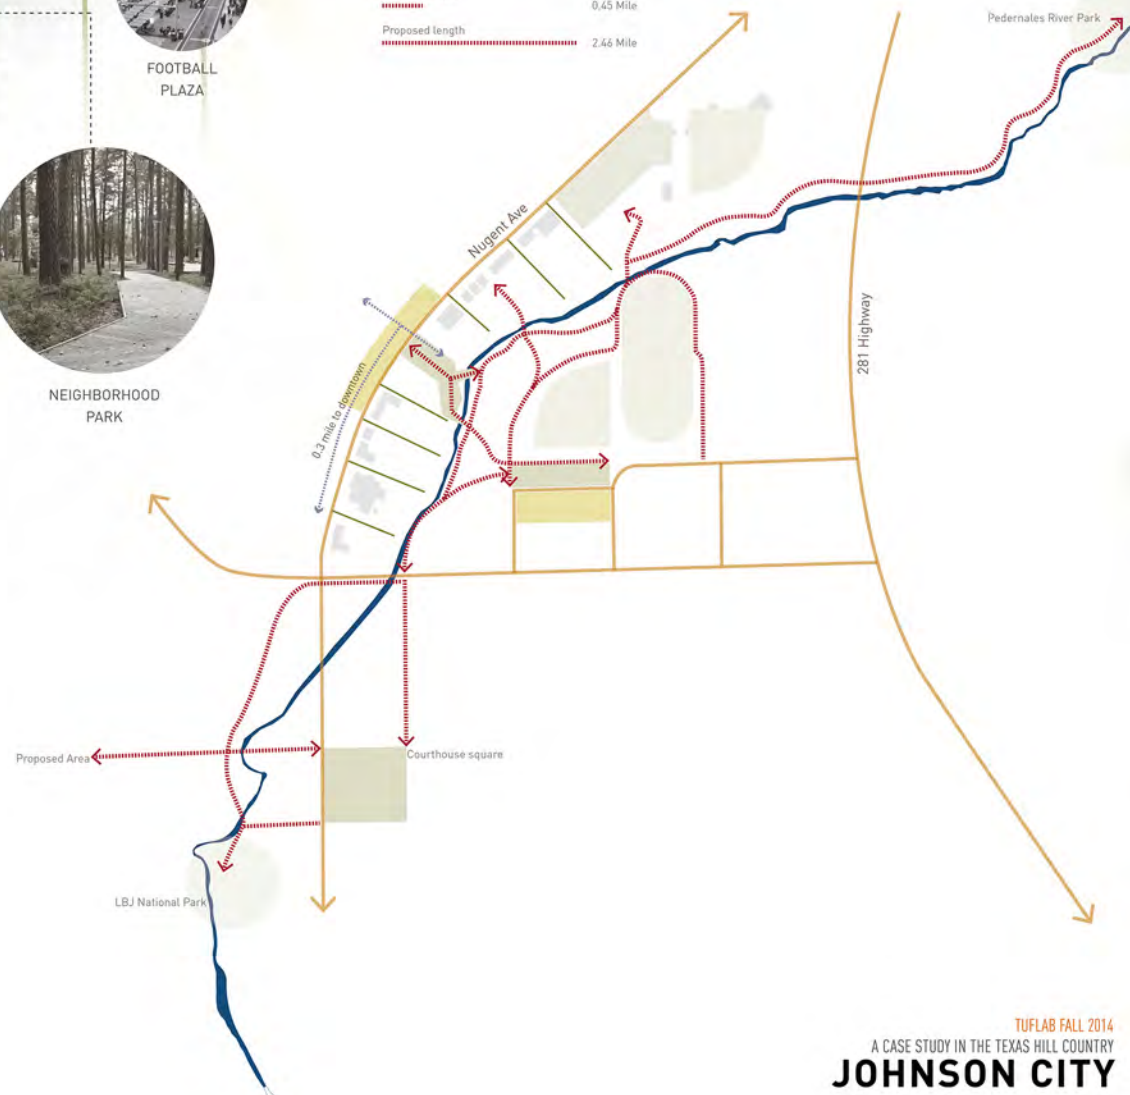 0.45 Mile
Proposed length
2.46 Mile
Pedernales River Park
FOOTBALL
PLAZA
Nugent Ave
281 Highway
NEIGHBORHOOD
PARK
0.3 mile to downtown
Proposed Area
Courthouse square
LBJ National Park
TUFLAB FALL 2014
A CASE STUDY IN THE TEXAS HILL COUNTRY
JOHNSON CITY